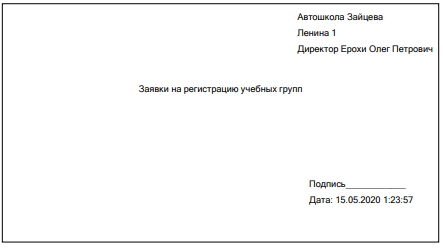 Автошкола Зайцева
Ленина 1
Директор Ерохи Олег Петрович
Заявки на регистрацию учебных групп
Подпись____________
Дата: 15.05.2020 1:23:57